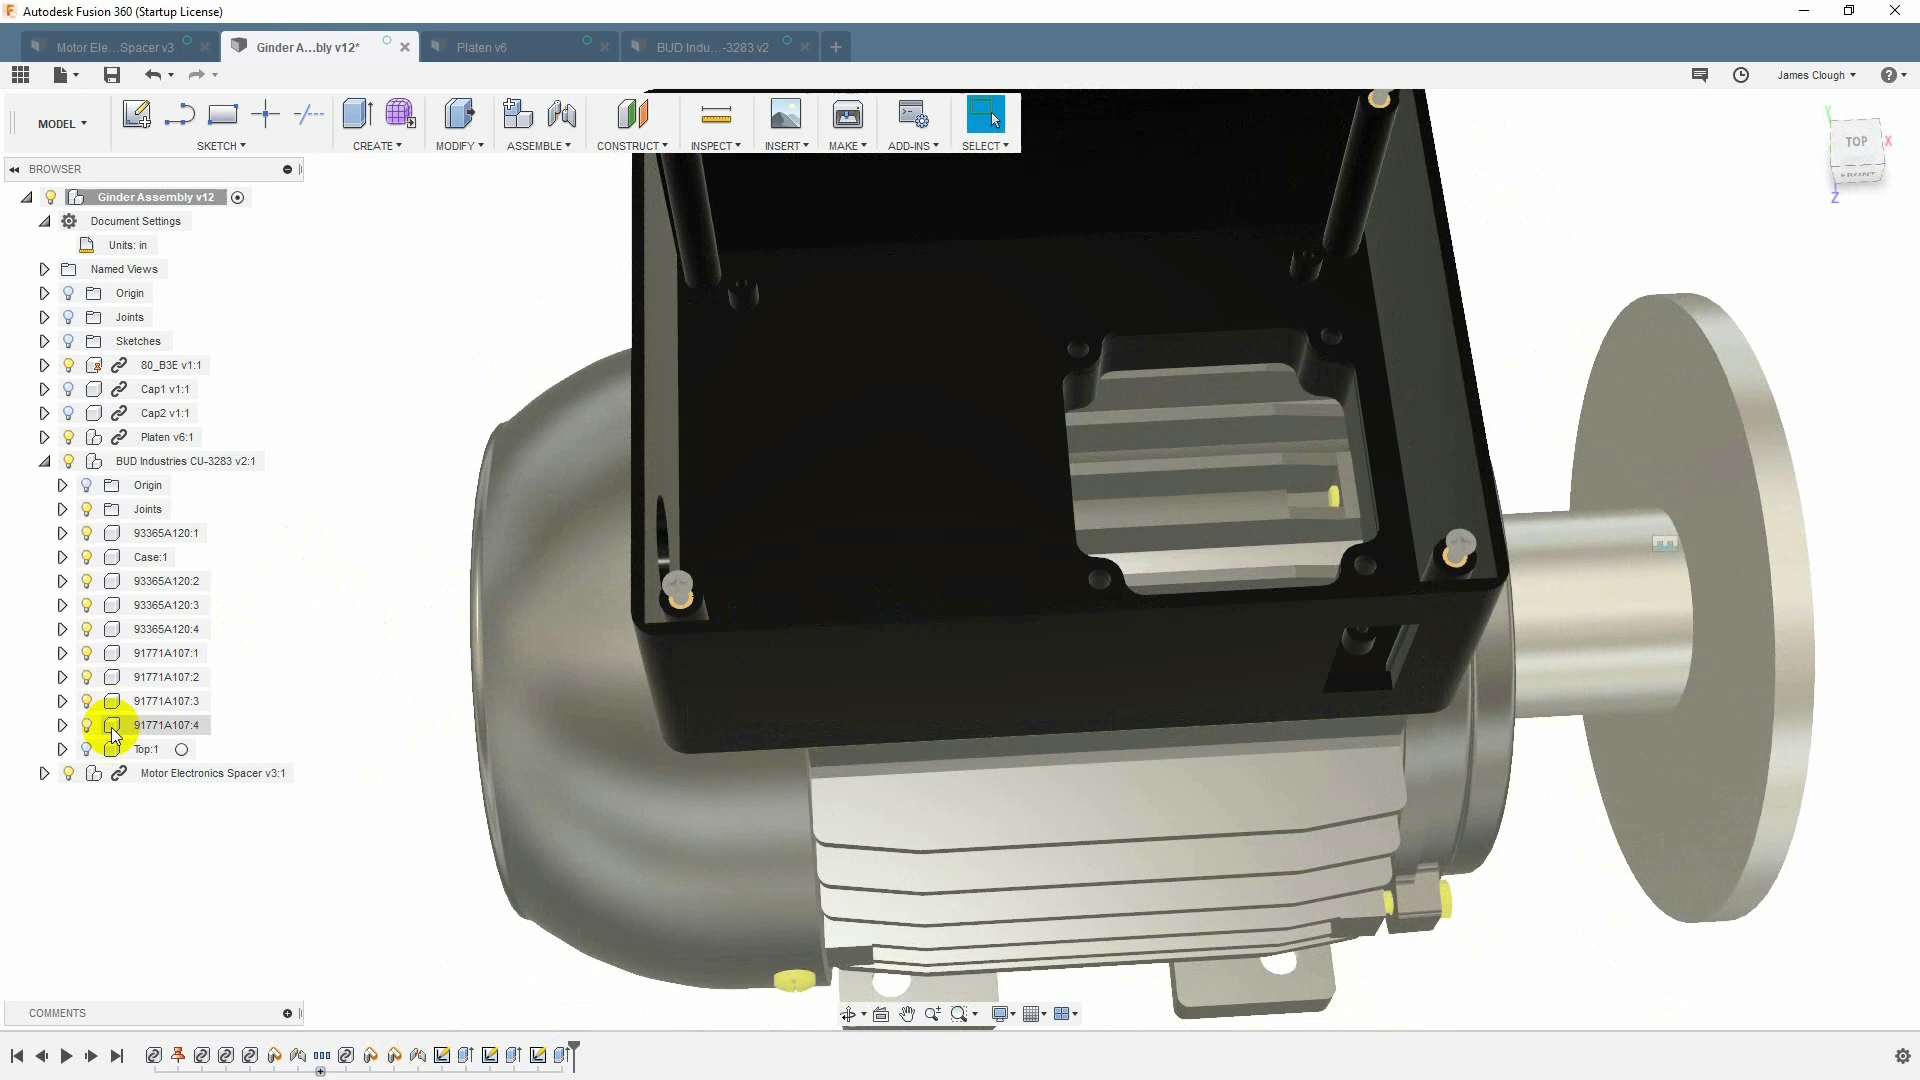 Autodesk Fusion 360 (Startup License)
Motor Ele...Spacer v3
Ginder A...bly v12*
Platen v6
BUD Indu...-3283 v2
James Clough
MODEL
SKETCH
CREATE
MODIFY
ASSEMBLE
CONSTRUCT
INSPECT
INSERT
MAKE
ADD-INS
SELECT
TOP
FRONT
Y
X
Z
BROWSER
Ginder Assembly v12
Document Settings
Units: in
Named Views
Origin
Joints
Sketches
80_B3E v1:1
Cap1 v1:1
Cap2 v1:1
Platen v6:1
BUD Industries CU-3283 v2:1
Origin
Joints
93365A120:1
Case:1
93365A120:2
93365A120:3
93365A120:4
91771A107:1
91771A107:2
91771A107:3
91771A107:4
Top:1
Motor Electronics Spacer v3:1
COMMENTS